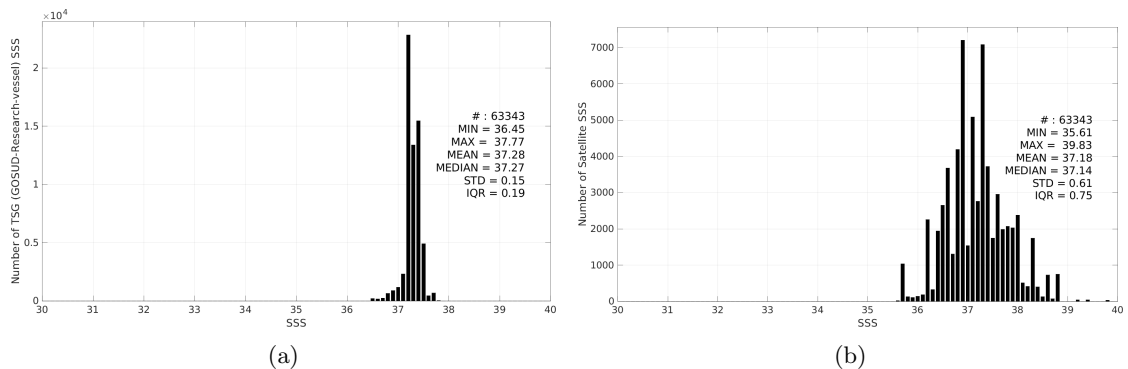 ×10⁴
2
1.5
1
0.5
0
Number of TSG (GOSUD-Research-vessel) SSS
# : 63343
MIN = 36.45
MAX = 37.77
MEAN = 37.28
MEDIAN = 37.27
STD = 0.15
IQR = 0.19
30 31 32 33 34 35 36 37 38 39 40
SSS
(a)
7000
6000
5000
4000
3000
2000
1000
0
Number of Satellite SSS
# : 63343
MIN = 35.61
MAX = 39.83
MEAN = 37.18
MEDIAN = 37.14
STD = 0.61
IQR = 0.75
30 31 32 33 34 35 36 37 38 39 40
SSS
(b)